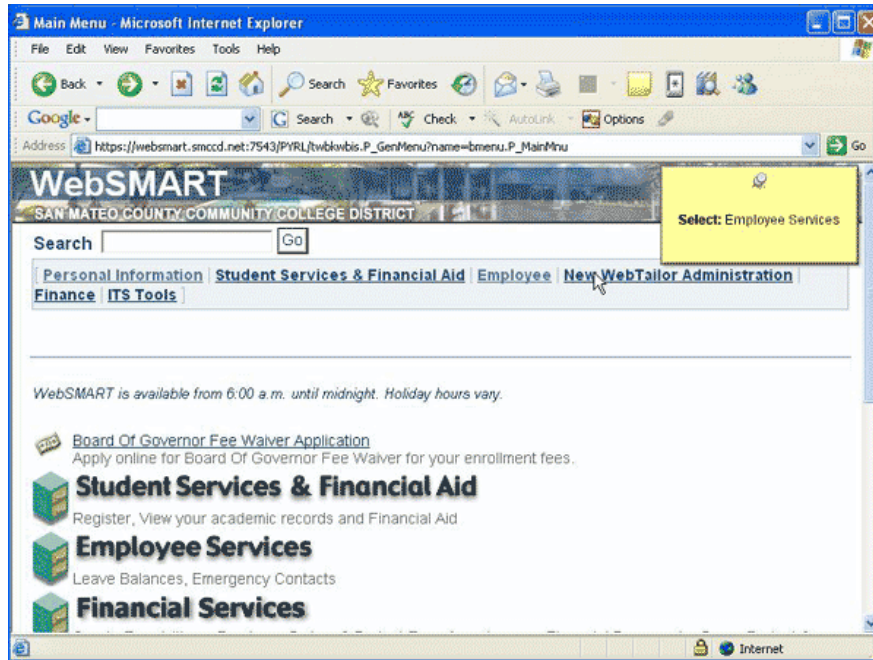 Main Menu - Microsoft Internet Explorer
File Edit View Favorites Tools Help
Back Search Favorites
Google Search Check AutoLink Options
Address https://websmart.smccd.net:7543/PYRL/twbkwbis.P_GenMenu?name=bmenu.P_MainMnu Go
WebSMART
SAN MATEO COUNTY COMMUNITY COLLEGE DISTRICT
Select: Employee Services
Search Go
[ Personal Information | Student Services & Financial Aid | Employee | New WebTailor Administration |
Finance | ITS Tools ]
WebSMART is available from 6:00 a.m. until midnight. Holiday hours vary.
Board Of Governor Fee Waiver Application
Apply online for Board Of Governor Fee Waiver for your enrollment fees.
Student Services & Financial Aid
Register, View your academic records and Financial Aid
Employee Services
Leave Balances, Emergency Contacts
Financial Services
Internet